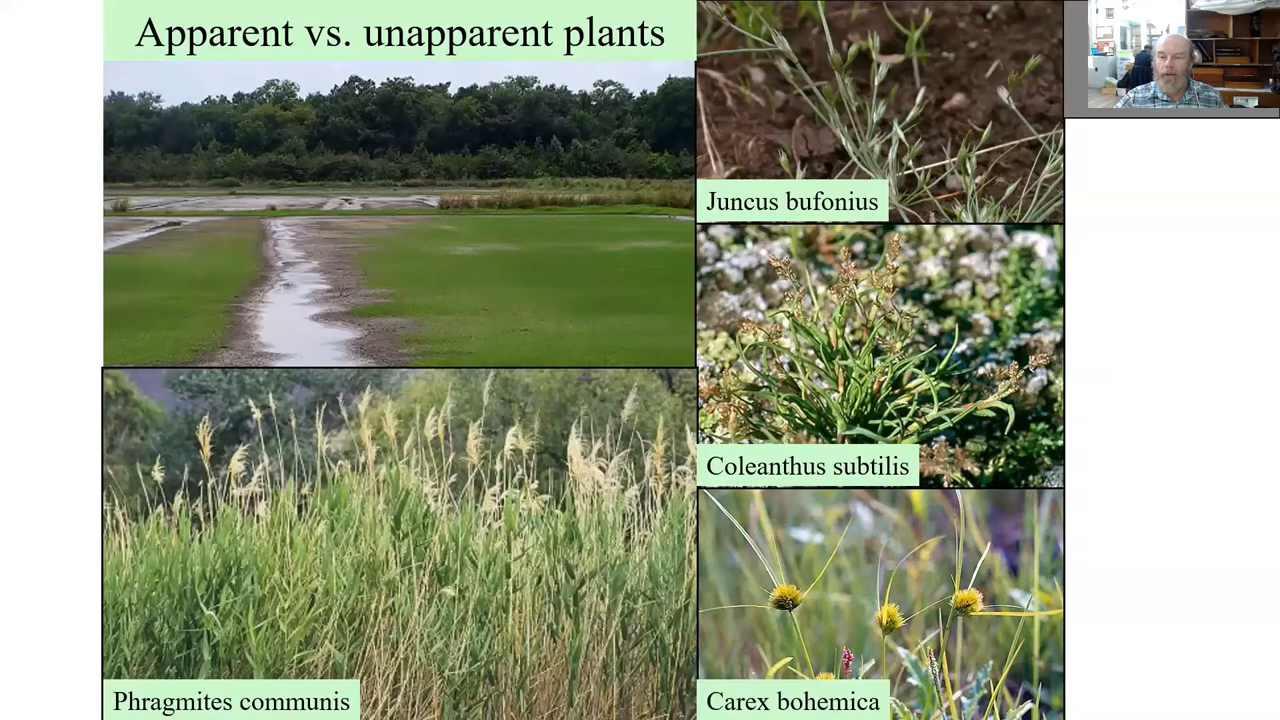 Apparent vs. unapparent plants
Juncus bufonius
Coleanthus subtilis
Phragmites communis
Carex bohemica